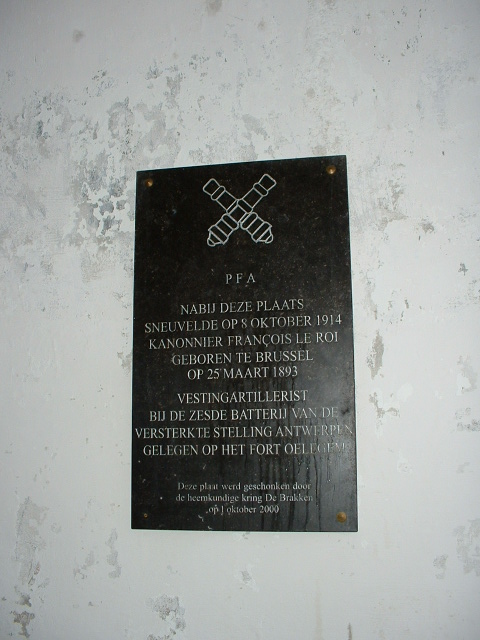 PFA
NABIJ DEZE PLAATS
SNEUVELDE OP 8 OKTOBER 1914
KANONNIER FRANÇOIS LE ROI
GEBOREN TE BRUSSEL
OP 25 MAART 1893
VESTINGARTILLERIST
BIJ DE ZESDE BATTERIJ VAN DE
VERSTERKTE STELLING ANTWERPEN
GELEGEN OP HET FORT OELEGEM
Deze plaat werd geschonken door
de heemkundige kring De Brakken
op 1 oktober 2000